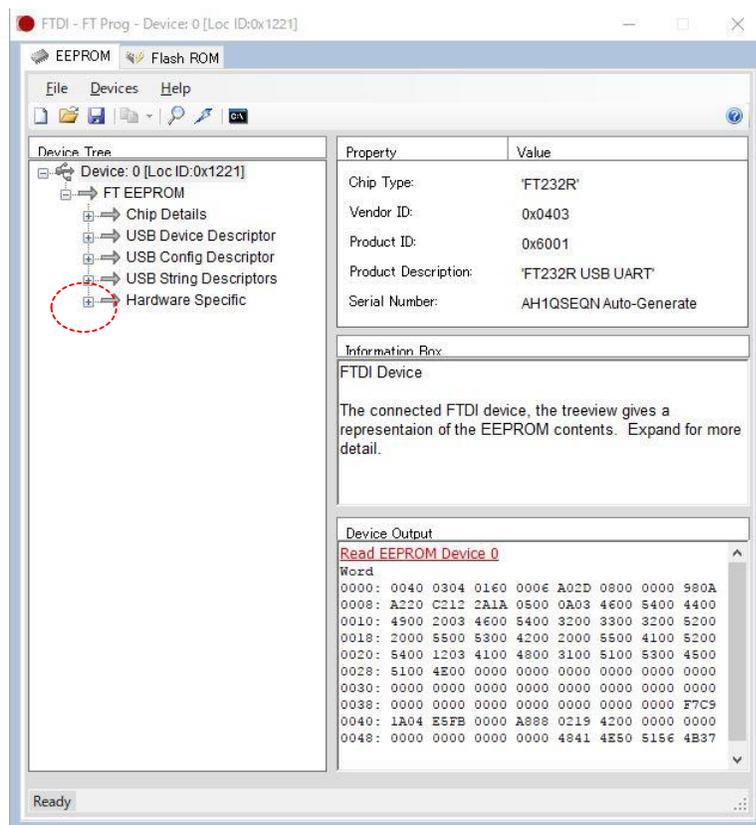 FTDI - FT Prog - Device: 0 [Loc ID:0x1221]
EEPROM Flash ROM
File Devices Help
Device Tree
Device: 0 [Loc ID:0x1221]
FT EEPROM
Chip Details
USB Device Descriptor
USB Config Descriptor
USB String Descriptors
Hardware Specific
Property Value
Chip Type: 'FT232R'
Vendor ID: 0x0403
Product ID: 0x6001
Product Description: 'FT232R USB UART'
Serial Number: AH1QSEQN Auto-Generate
Information Box
FTDI Device
The connected FTDI device, the treeview gives a
representaion of the EEPROM contents. Expand for more
detail.
Device Output
Read EEPROM Device 0
Word
0000: 0040 0304 0160 0006 A02D 0800 0000 980A
0008: A220 C212 2A1A 0500 0A03 4600 5400 4400
0010: 4900 2003 4600 5400 3200 3300 3200 5200
0018: 2000 5500 5300 4200 2000 5500 4100 5200
0020: 5400 1203 4100 4800 3100 5100 5300 4500
0028: 5100 4E00 0000 0000 0000 0000 0000 0000
0030: 0000 0000 0000 0000 0000 0000 0000 0000
0038: 0000 0000 0000 0000 0000 0000 0000 F7C9
0040: 1A04 E5FB 0000 A888 0219 4200 0000 0000
0048: 0000 0000 0000 0000 4841 4E50 5156 4B37
Ready